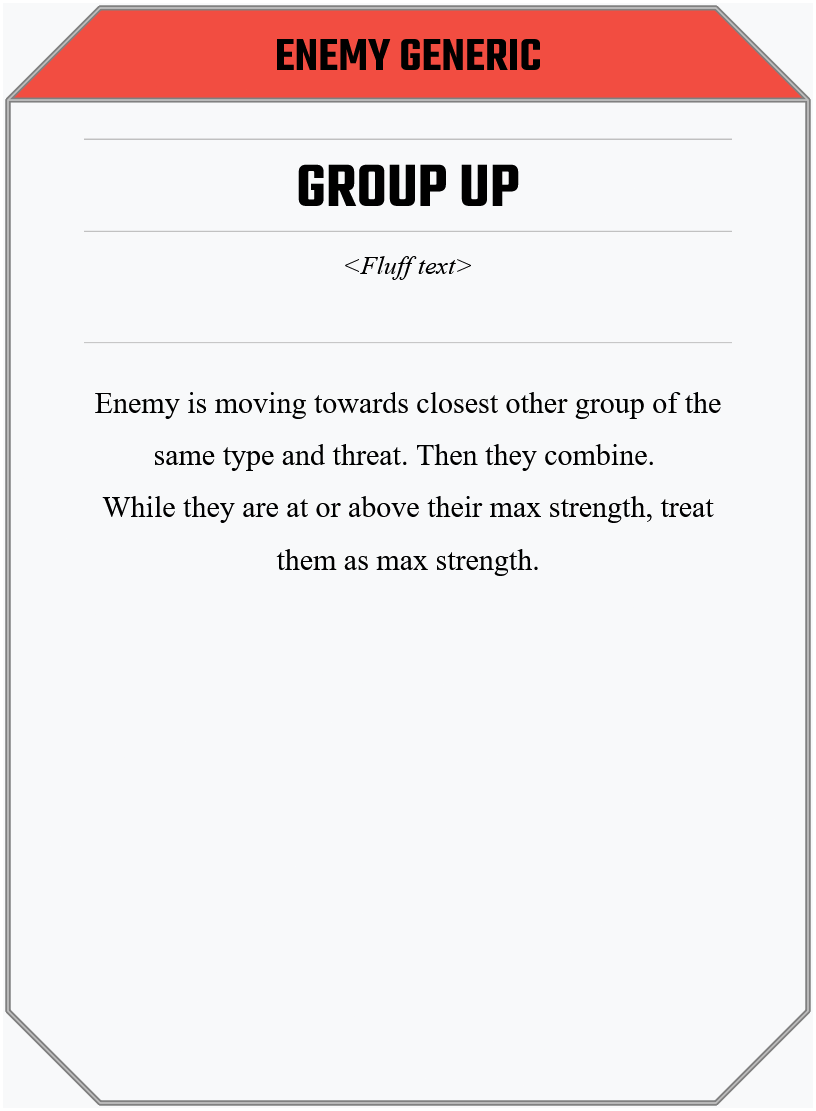 ENEMY GENERIC
GROUP UP
<Fluff text>
Enemy is moving towards closest other group of the
same type and threat. Then they combine.
While they are at or above their max strength, treat
them as max strength.